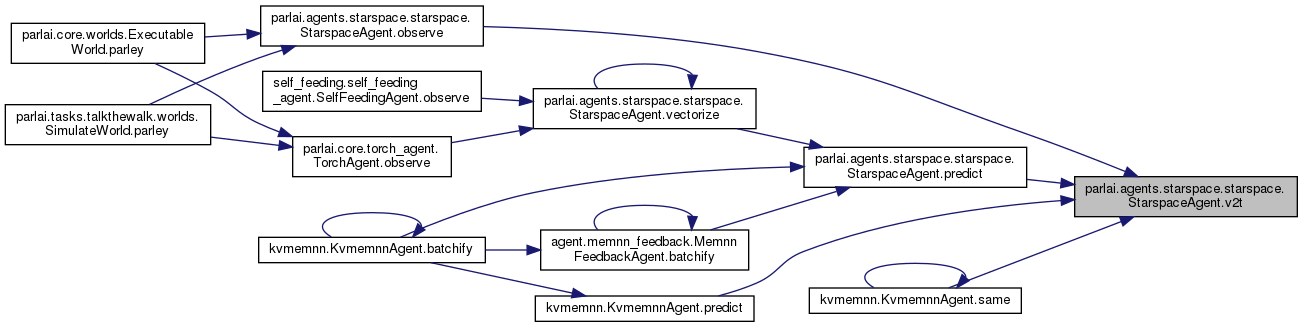 parlai.core.worlds.Executable
World.parley
parlai.tasks.talkthewalk.worlds.
SimulateWorld.parley
parlai.agents.starspace.starspace.
StarspaceAgent.observe
self_feeding.self_feeding
_agent.SelfFeedingAgent.observe
parlai.core.torch_agent.
TorchAgent.observe
kvmemnn.KvmemnnAgent.batchify
parlai.agents.starspace.starspace.
StarspaceAgent.vectorize
agent.memnn_feedback.Memnn
FeedbackAgent.batchify
kvmemnn.KvmemnnAgent.predict
parlai.agents.starspace.starspace.
StarspaceAgent.predict
kvmemnn.KvmemnnAgent.same
parlai.agents.starspace.starspace.
StarspaceAgent.v2t